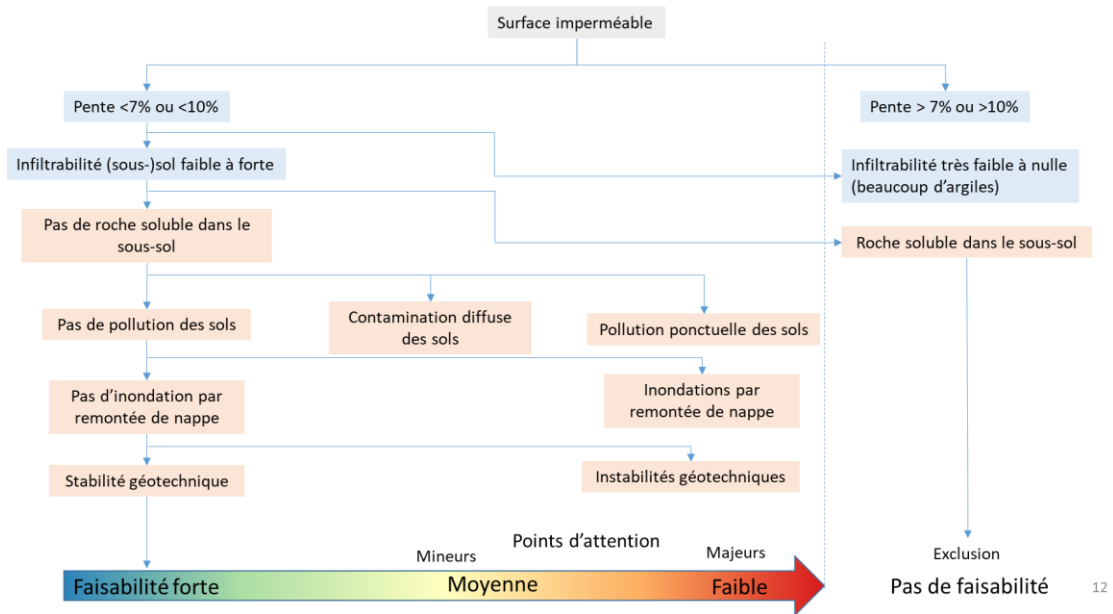 Surface imperméable
Pente <7% ou <10%
Pente > 7% ou >10%
Infiltrabilité (sous-)sol faible à forte
Infiltrabilité très faible à nulle
(beaucoup d'argiles)
Pas de roche soluble dans le
sous-sol
Roche soluble dans le sous-sol
Pas de pollution des sols
Contamination diffuse
des sols
Pollution ponctuelle des sols
Pas d'inondation par
remontée de nappe
Inondations par
remontée de nappe
Stabilité géotechnique
Instabilités géotechniques
Points d'attention
Mineurs
Majeurs
Exclusion
Faisabilité forte
Moyenne
Faible
Pas de faisabilité
12